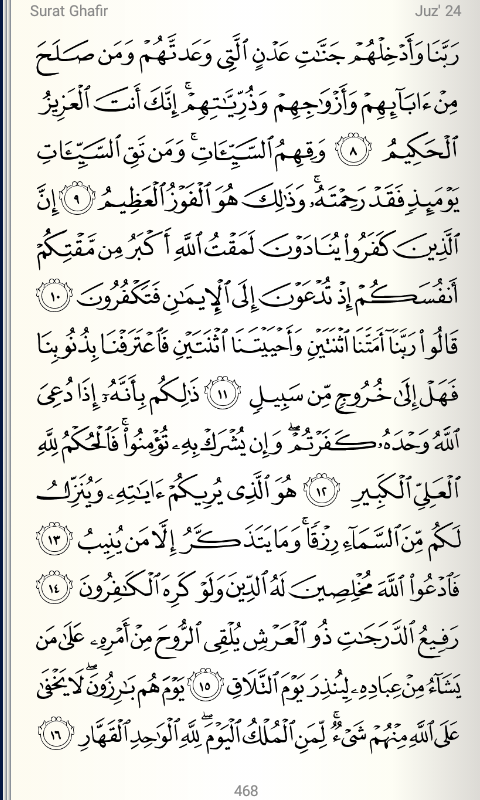 Surat Ghafir
Juz' 24
رَبَّنَا وَأَدْخِلْهُمْ جَنَّٰتِ عَدْنٍ ٱلَّتِى وَعَدتَّهُمْ وَمَن صَلَحَ
مِنْ ءَابَآئِهِمْ وَأَزْوَٰجِهِمْ وَذُرِّيَّٰتِهِمْ ۚ إِنَّكَ أَنتَ ٱلْعَزِيزُ
ٱلْحَكِيمُ ٨ وَقِهِمُ ٱلسَّيِّـَٔاتِ ۚ وَمَن تَقِ ٱلسَّيِّـَٔاتِ
يَوْمَئِذٍ فَقَدْ رَحِمْتَهُۥ ۚ وَذَٰلِكَ هُوَ ٱلْفَوْزُ ٱلْعَظِيمُ ٩ إِنَّ
ٱلَّذِينَ كَفَرُوا۟ يُنَادَوْنَ لَمَقْتُ ٱللَّهِ أَكْبَرُ مِن مَّقْتِكُمْ
أَنفُسَكُمْ إِذْ تُدْعَوْنَ إِلَى ٱلْإِيمَٰنِ فَتَكْفُرُونَ ١٠
قَالُوا۟ رَبَّنَآ أَمَتَّنَا ٱثْنَتَيْنِ وَأَحْيَيْتَنَا ٱثْنَتَيْنِ فَٱعْتَرَفْنَا بِذُنُوبِنَا
فَهَلْ إِلَىٰ خُرُوجٍ مِّن سَبِيلٍ ١١ ذَٰلِكُم بِأَنَّهُۥٓ إِذَا دُعِىَ
ٱللَّهُ وَحْدَهُۥ كَفَرْتُمْ ۖ وَإِن يُشْرَكْ بِهِۦ تُؤْمِنُوا۟ ۚ فَٱلْحُكْمُ لِلَّهِ
ٱلْعَلِىِّ ٱلْكَبِيرِ ١٢ هُوَ ٱلَّذِى يُرِيكُمْ ءَايَٰتِهِۦ وَيُنَزِّلُ
لَكُم مِّنَ ٱلسَّمَآءِ رِزْقًا ۚ وَمَا يَتَذَكَّرُ إِلَّا مَن يُنِيبُ ١٣
فَٱدْعُوا۟ ٱللَّهَ مُخْلِصِينَ لَهُ ٱلدِّينَ وَلَوْ كَرِهَ ٱلْكَٰفِرُونَ ١٤
رَفِيعُ ٱلدَّرَجَٰتِ ذُو ٱلْعَرْشِ يُلْقِى ٱلرُّوحَ مِنْ أَمْرِهِۦ عَلَىٰ مَن
يَشَآءُ مِنْ عِبَادِهِۦ لِيُنذِرَ يَوْمَ ٱلتَّلَاقِ ١٥ يَوْمَ هُم بَٰرِزُونَ ۖ لَا يَخْفَىٰ
عَلَى ٱللَّهِ مِنْهُمْ شَىْءٌ ۚ لِّمَنِ ٱلْمُلْكُ ٱلْيَوْمَ ۖ لِلَّهِ ٱلْوَٰحِدِ ٱلْقَهَّارِ ١٦
468